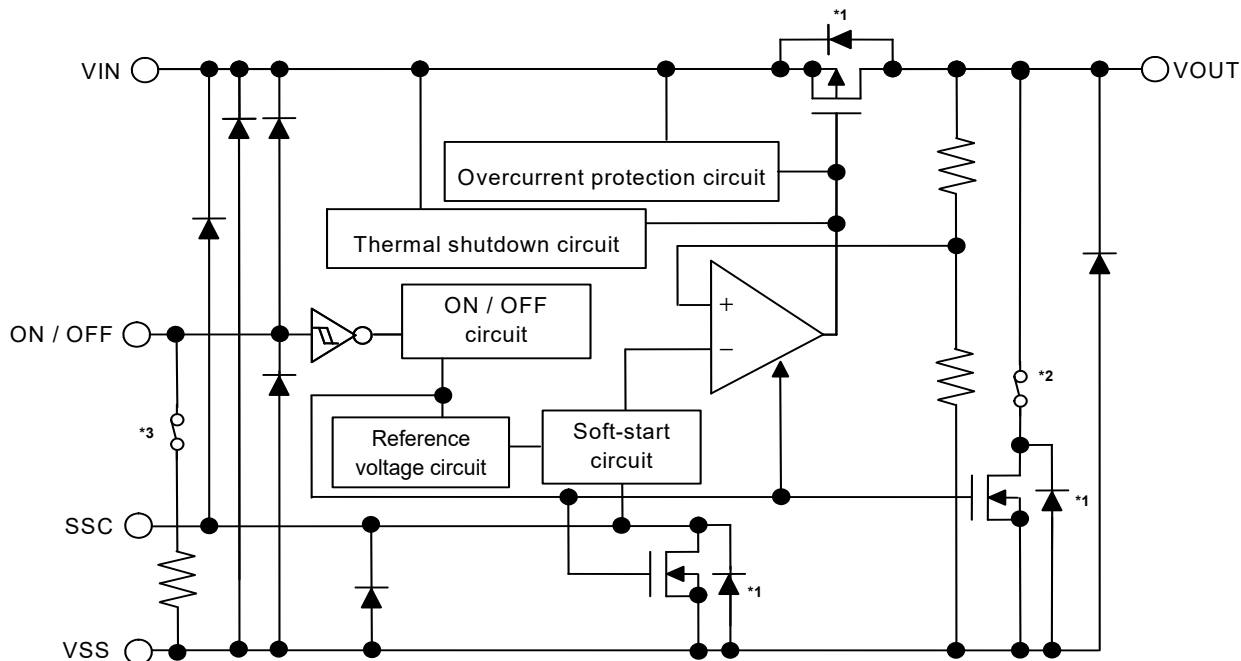 *1
VIN
VOUT
Overcurrent protection circuit
Thermal shutdown circuit
ON / OFF
circuit
+
−
ON / OFF
*2
*3
Reference
voltage circuit
Soft-start
circuit
*1
SSC
*1
VSS